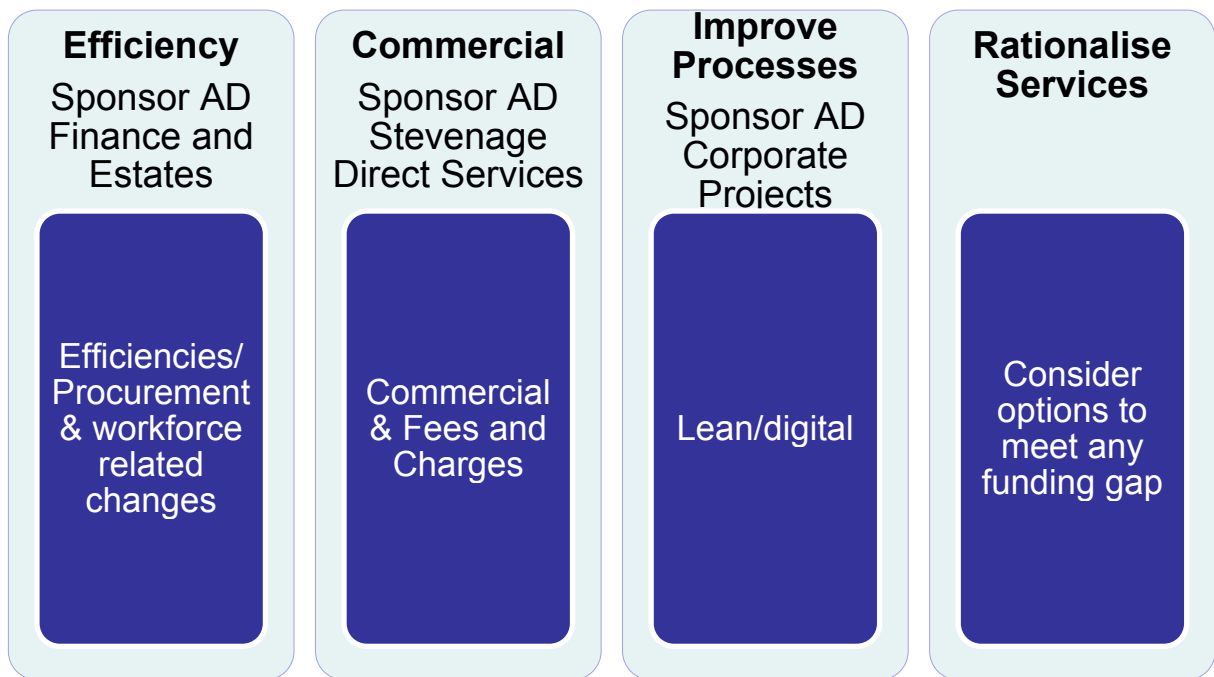 Efficiency
Sponsor AD
Finance and
Estates
Efficiencies/
Procurement
& workforce
related
changes
Commercial
Sponsor AD
Stevenage
Direct Services
Commercial
& Fees and
Charges
Improve
Processes
Sponsor AD
Corporate
Projects
Lean/digital
Rationalise
Services
Consider
options to
meet any
funding gap